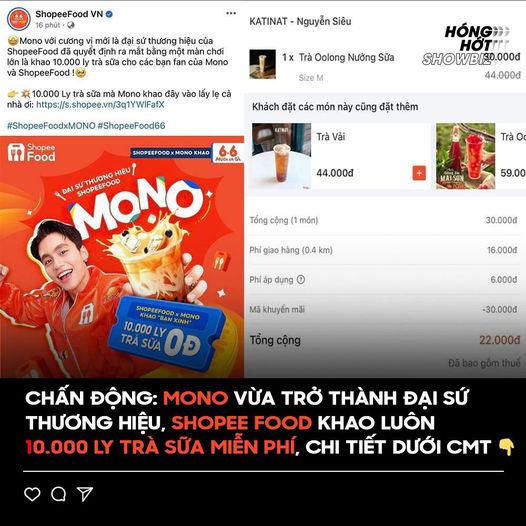 ShopeeFood VN
16 phút
Mono với cương vị mới là đại sứ thương hiệu của
ShopeeFood đã quyết định ra mắt bằng một màn chơi
lớn là khao 10.000 ly trà sữa cho các bạn fan của Mono
và ShopeeFood !
10.000 Ly trà sữa mà Mono khao đây vào lấy lẹ cả
nhà ơi: https://s.shopee.vn/3q1YWlFafX
#ShopeeFoodxMONO #ShopeeFood66
Shopee
Food
SHOPEEFOOD x MONO KHAO
6-6
ĐẠI SỨ THƯƠNG HIỆU
SHOPEEFOOD
MONO
SHOPEEFOOD x MONO
KHAO "BẠN XINH"
10.000 LY
TRÀ SỮA
0Đ
KATINAT - Nguyễn Siêu
HÓNG
HỚT
SHOWBIZ
1 x Trà Oolong Nướng Sữa
30.000đ
Size M
44.000đ
Khách đặt các món này cũng đặt thêm
Trà Vải
44.000đ
Trà Oo
59.00
Tổng cộng (1 món)
30.000đ
Phí giao hàng (0.4 km)
16.000đ
Phí áp dụng
6.000đ
Mã khuyến mãi
-30.000đ
Tổng cộng
22.000đ
Đã bao gồm thuế
CHẤN ĐỘNG: MONO VỪA TRỞ THÀNH ĐẠI SỨ
THƯƠNG HIỆU, SHOPEE FOOD KHAO LUÔN
10.000 LY TRÀ SỮA MIỄN PHÍ, CHI TIẾT DƯỚI CMT